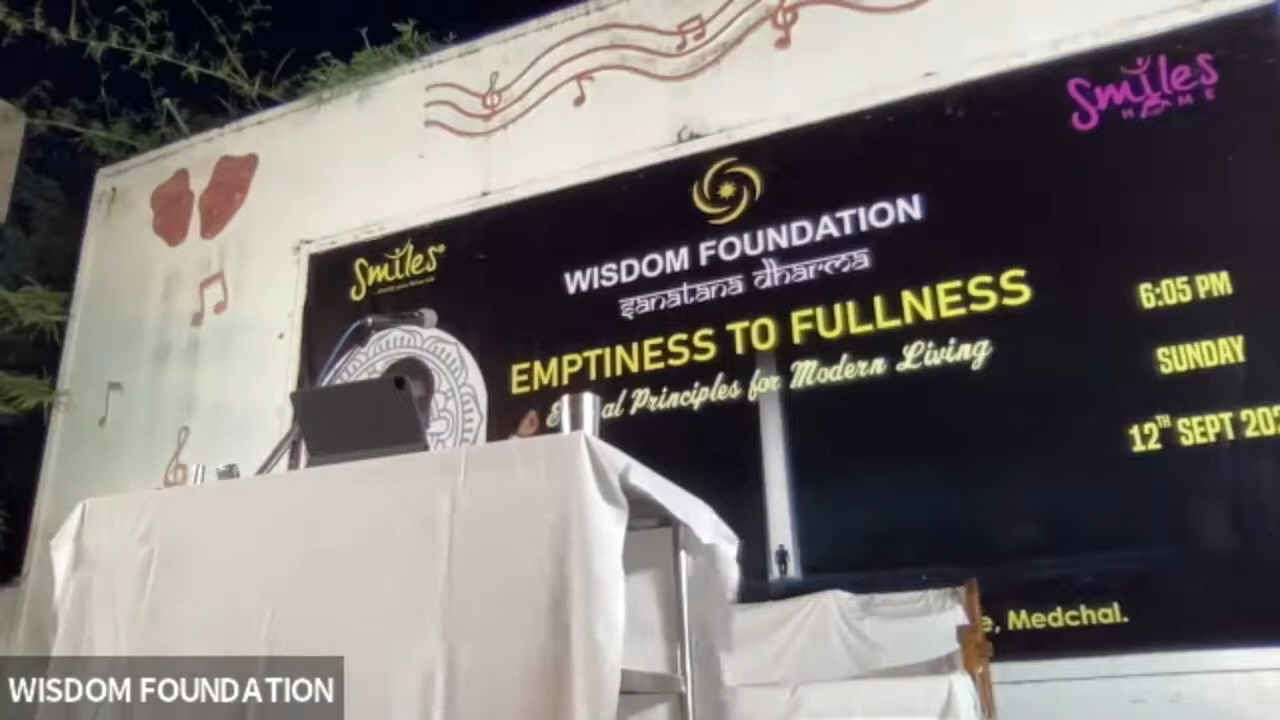 Smiles
HOME
Smiles
WISDOM FOUNDATION
sanatana dharma
EMPTINESS TO FULLNESS
Principles for Modern Living
6:05 PM
SUNDAY
12TH SEPT
Medchal.
WISDOM FOUNDATION